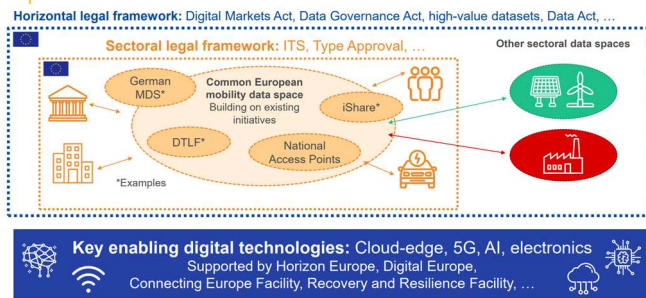 Horizontal legal framework: Digital Markets Act, Data Governance Act, high-value datasets, Data Act, …
Sectoral legal framework: ITS, Type Approval, …
Other sectoral data spaces
German
MDS*
Common European
mobility data space
Building on existing
initiatives
iShare*
DTLF*
National
Access Points
*Examples
Key enabling digital technologies: Cloud-edge, 5G, AI, electronics
Supported by Horizon Europe, Digital Europe,
Connecting Europe Facility, Recovery and Resilience Facility, …